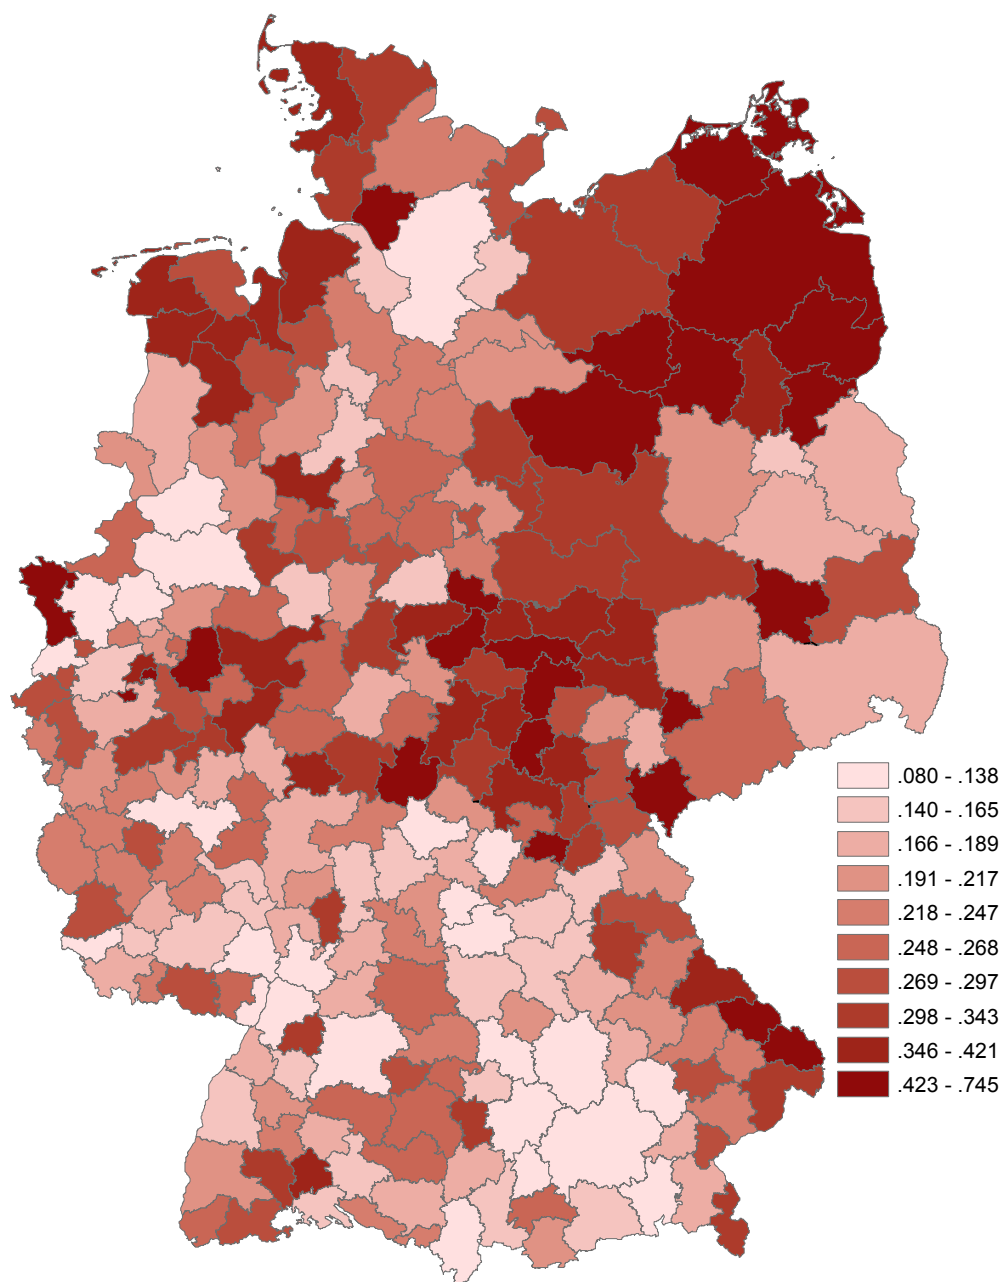 .080 - .138
.140 - .165
.166 - .189
.191 - .217
.218 - .247
.248 - .268
.269 - .297
.298 - .343
.346 - .421
.423 - .745